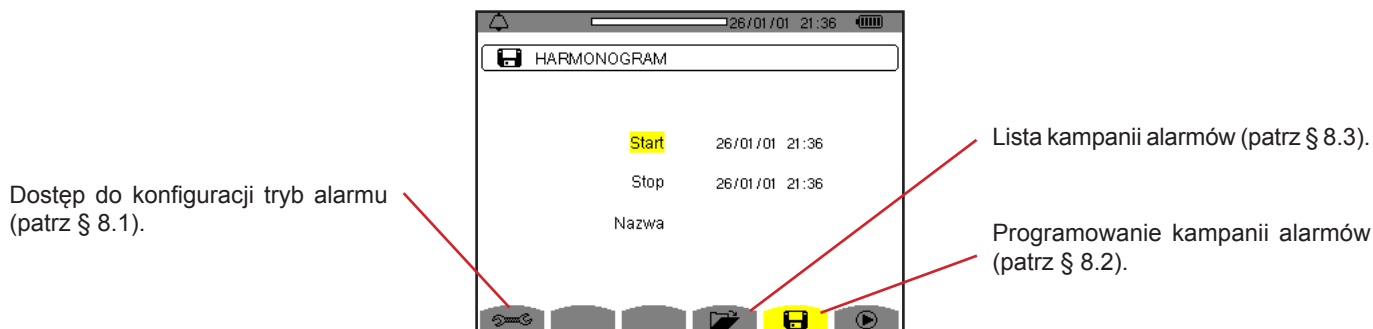 26/01/01 21:36
HARMONOGRAM
Start 26/01/01 21:36
Stop 26/01/01 21:36
Nazwa
Dostęp do konfiguracji tryb alarmu
(patrz § 8.1).
Lista kampanii alarmów (patrz § 8.3).
Programowanie kampanii alarmów
(patrz § 8.2).